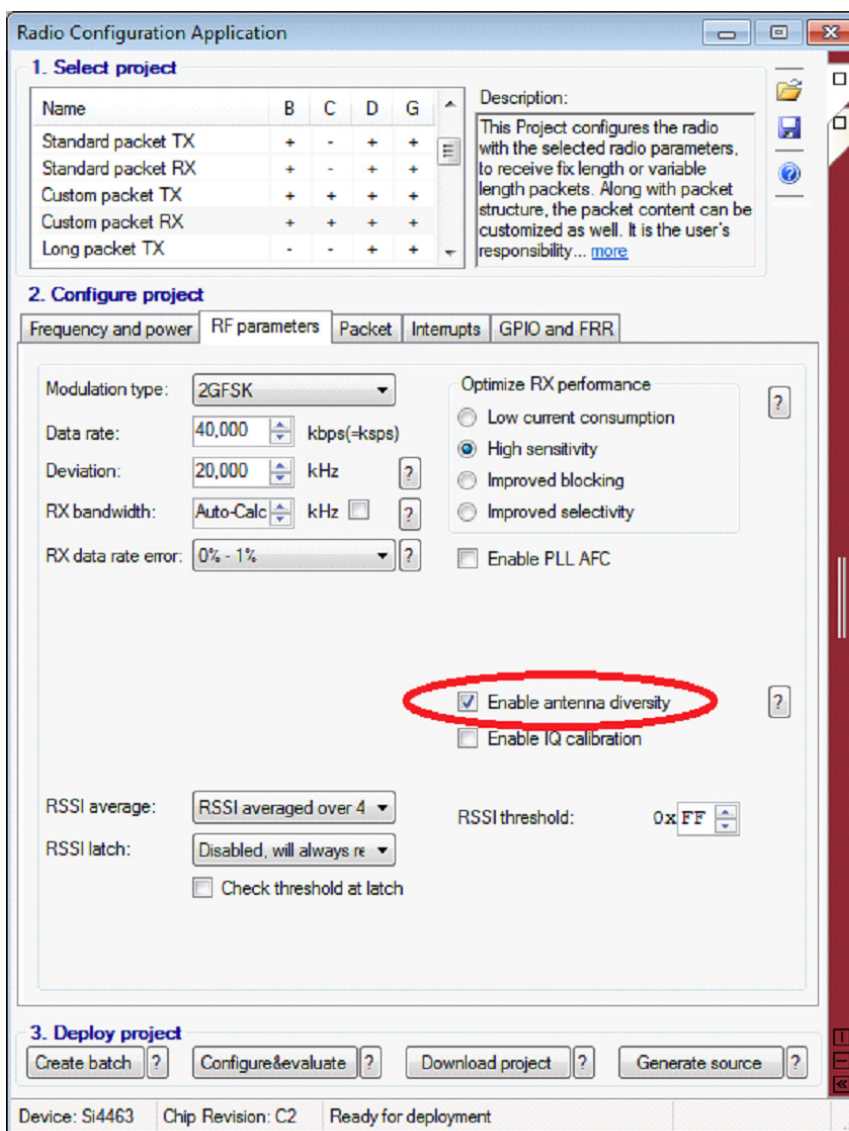 Radio Configuration Application
1. Select project
Name B C D G
Standard packet TX + - + +
Standard packet RX + - + +
Custom packet TX + + + +
Custom packet RX + + + +
Long packet TX - - + +
Description:
This Project configures the radio
with the selected radio parameters,
to receive fix length or variable
length packets. Along with packet
structure, the packet content can be
customized as well. It is the user's
responsibility... more
2. Configure project
Frequency and power RF parameters Packet Interrupts GPIO and FRR
Modulation type: 2GFSK
Data rate: 40,000 kbps(=ksps)
Deviation: 20,000 kHz ?
RX bandwidth: Auto-Calc kHz ?
RX data rate error: 0% - 1% ?
Optimize RX performance ?
Low current consumption
High sensitivity
Improved blocking
Improved selectivity
Enable PLL AFC
Enable antenna diversity ?
Enable IQ calibration
RSSI average: RSSI averaged over 4
RSSI latch: Disabled, will always re
Check threshold at latch
RSSI threshold: 0xFF
3. Deploy project
Create batch ? Configure&evaluate ? Download project ? Generate source ?
Device: Si4463 Chip Revision: C2 Ready for deployment